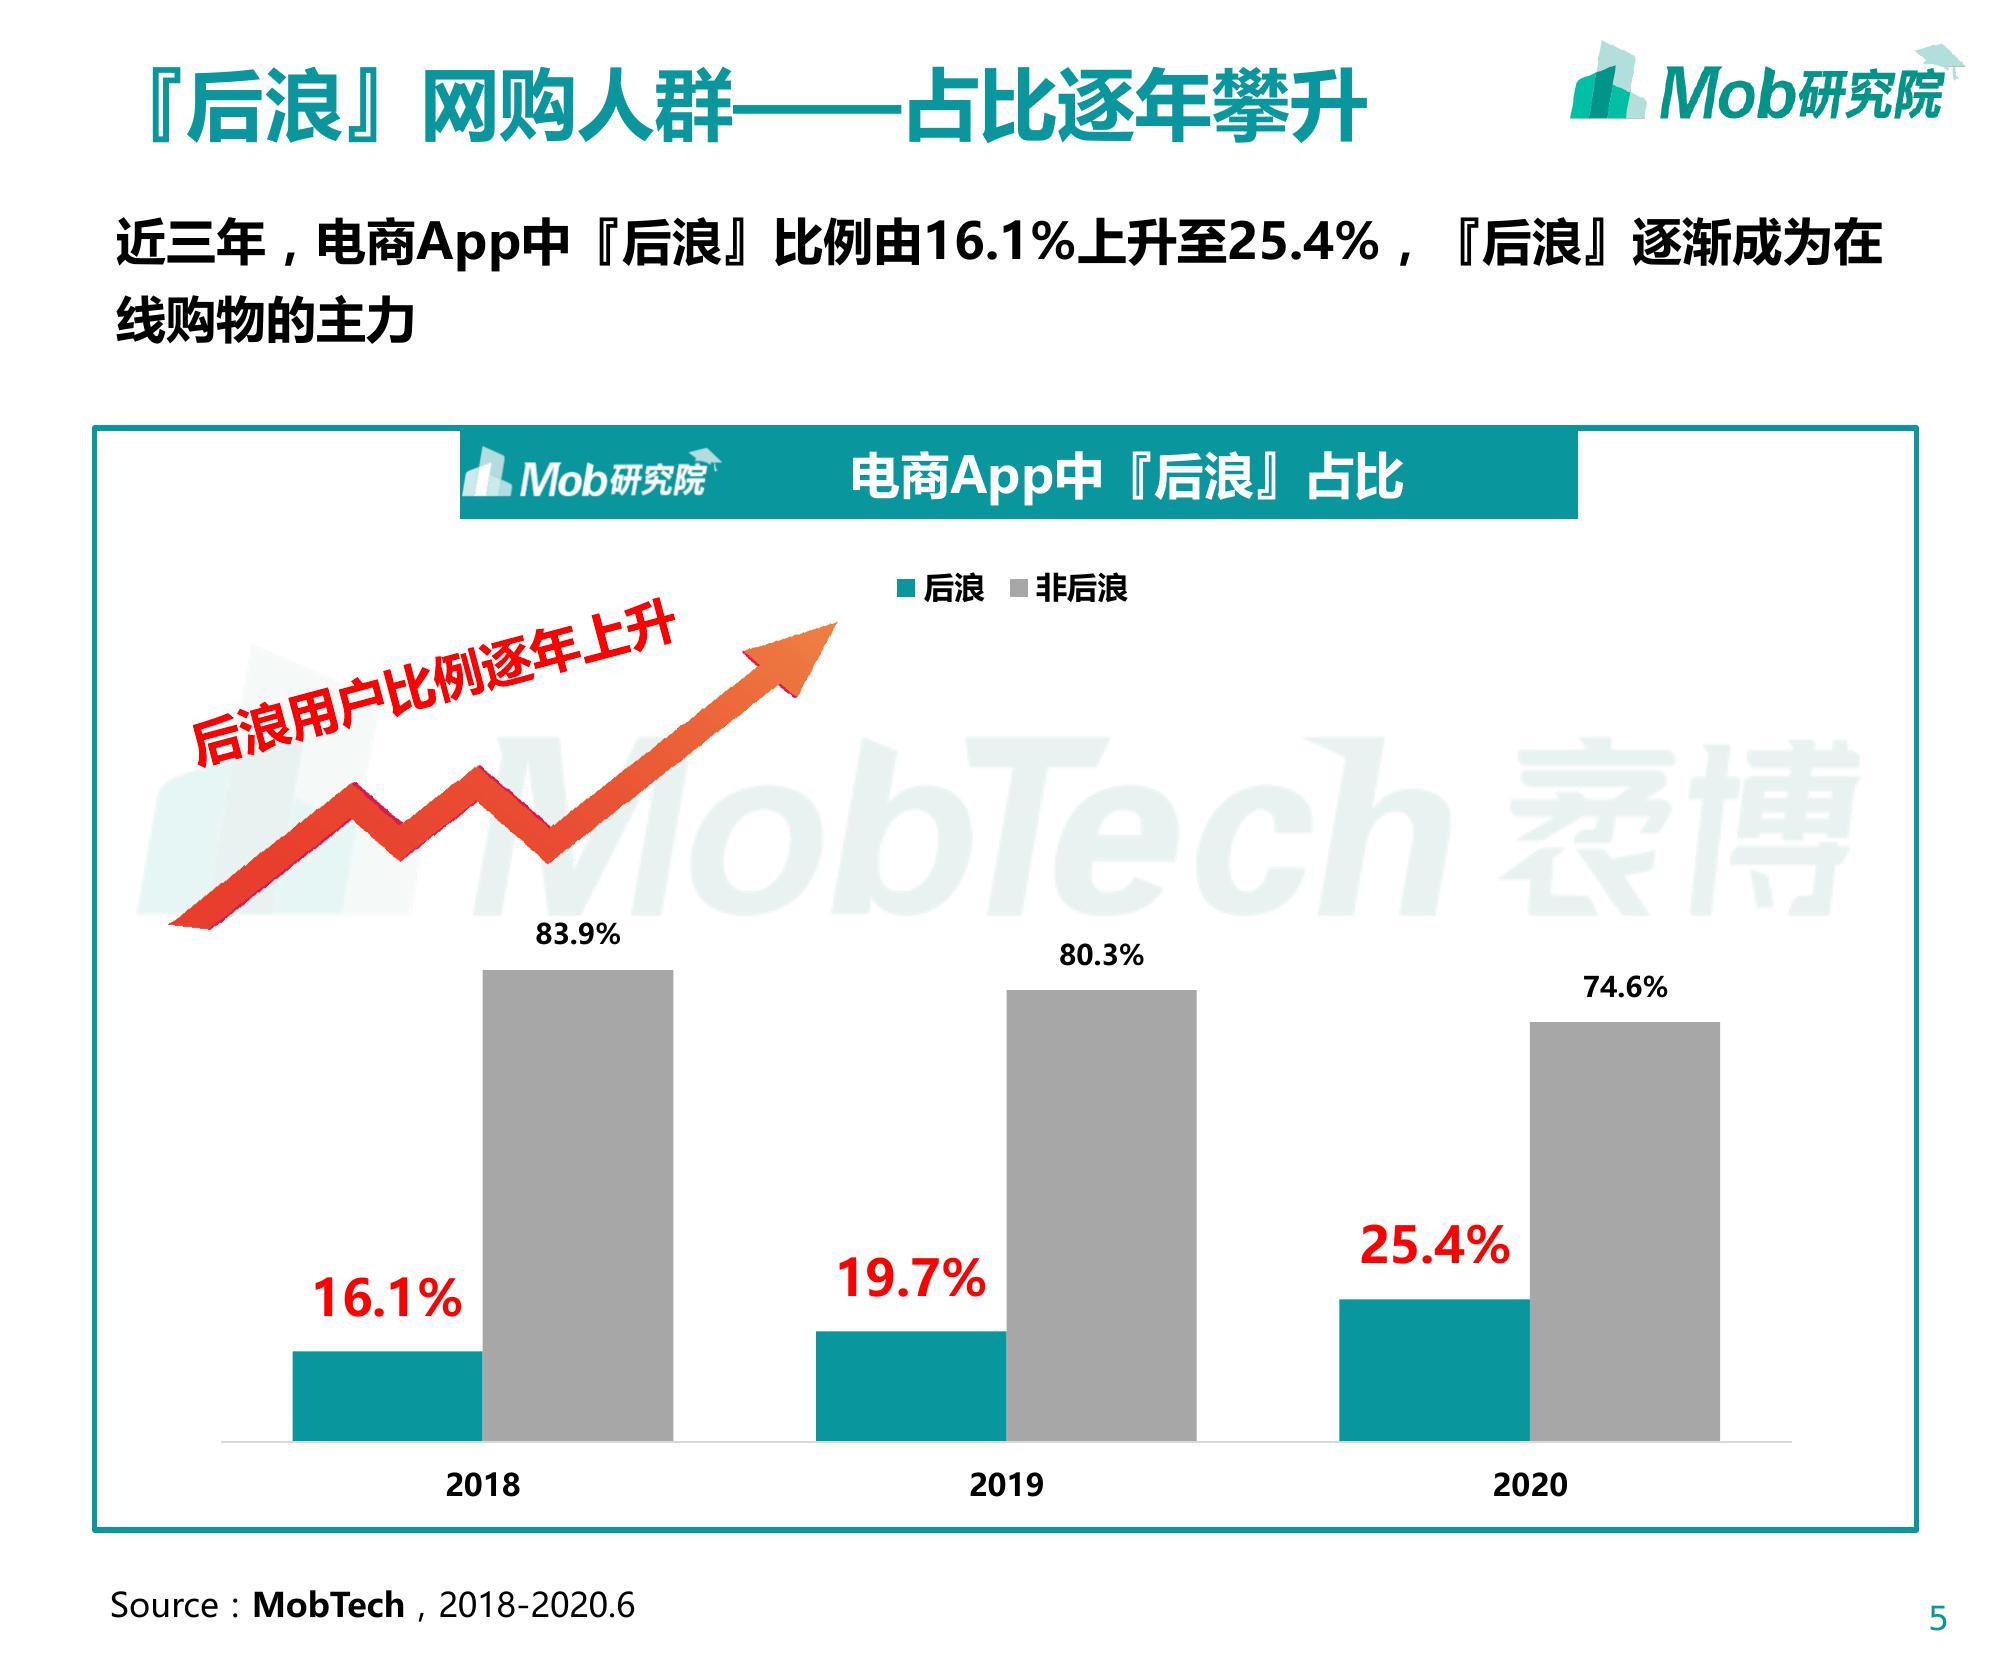 『后浪』网购人群——占比逐年攀升
Mob研究院
近三年，电商App中『后浪』比例由16.1%上升至25.4%，『后浪』逐渐成为在
线购物的主力
Mob研究院
电商App中『后浪』占比
后浪 非后浪
后浪用户比例逐年上升
MobTech 袤博
83.9%
80.3%
74.6%
16.1%
19.7%
25.4%
2018 2019 2020
Source：MobTech，2018-2020.6
5